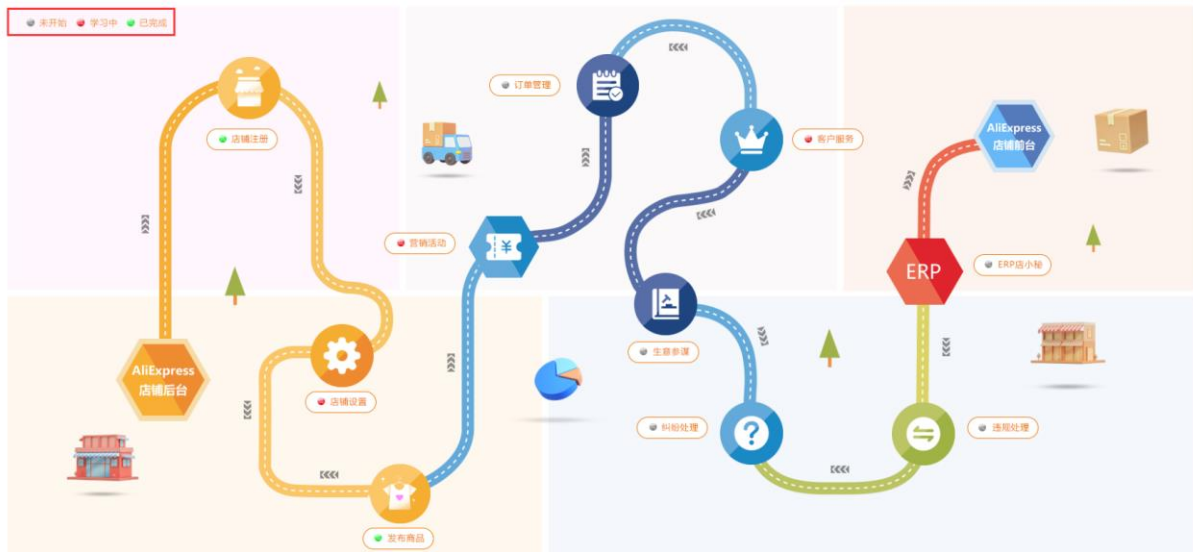 未开始 学习中 已完成
店铺注册
订单管理
客户服务
AliExpress
店铺前台
¥
营销活动
ERP
ERP店小秘
AliExpress
店铺后台
店铺设置
生意参谋
纠纷处理
?
违规处理
发布商品